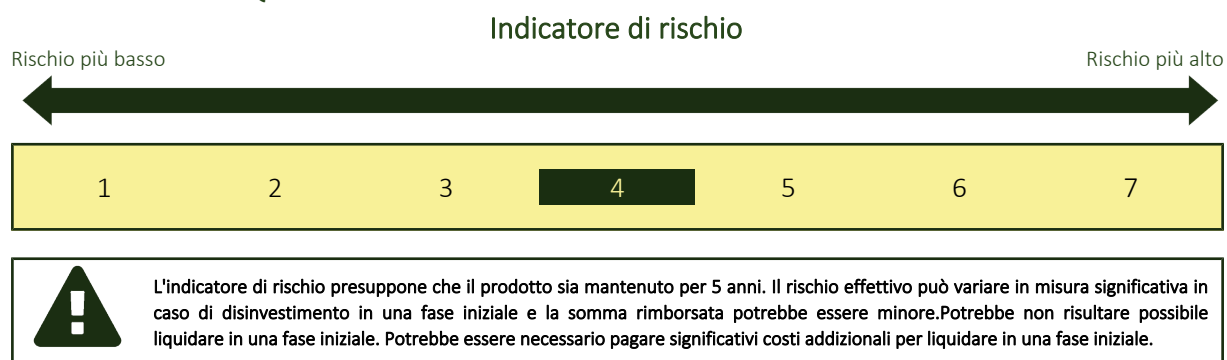 Indicatore di rischio
Rischio più basso
Rischio più alto
1 2 3 4 5 6 7
L'indicatore di rischio presuppone che il prodotto sia mantenuto per 5 anni. Il rischio effettivo può variare in misura significativa in
caso di disinvestimento in una fase iniziale e la somma rimborsata potrebbe essere minore.Potrebbe non risultare possibile
liquidare in una fase iniziale. Potrebbe essere necessario pagare significativi costi addizionali per liquidare in una fase iniziale.